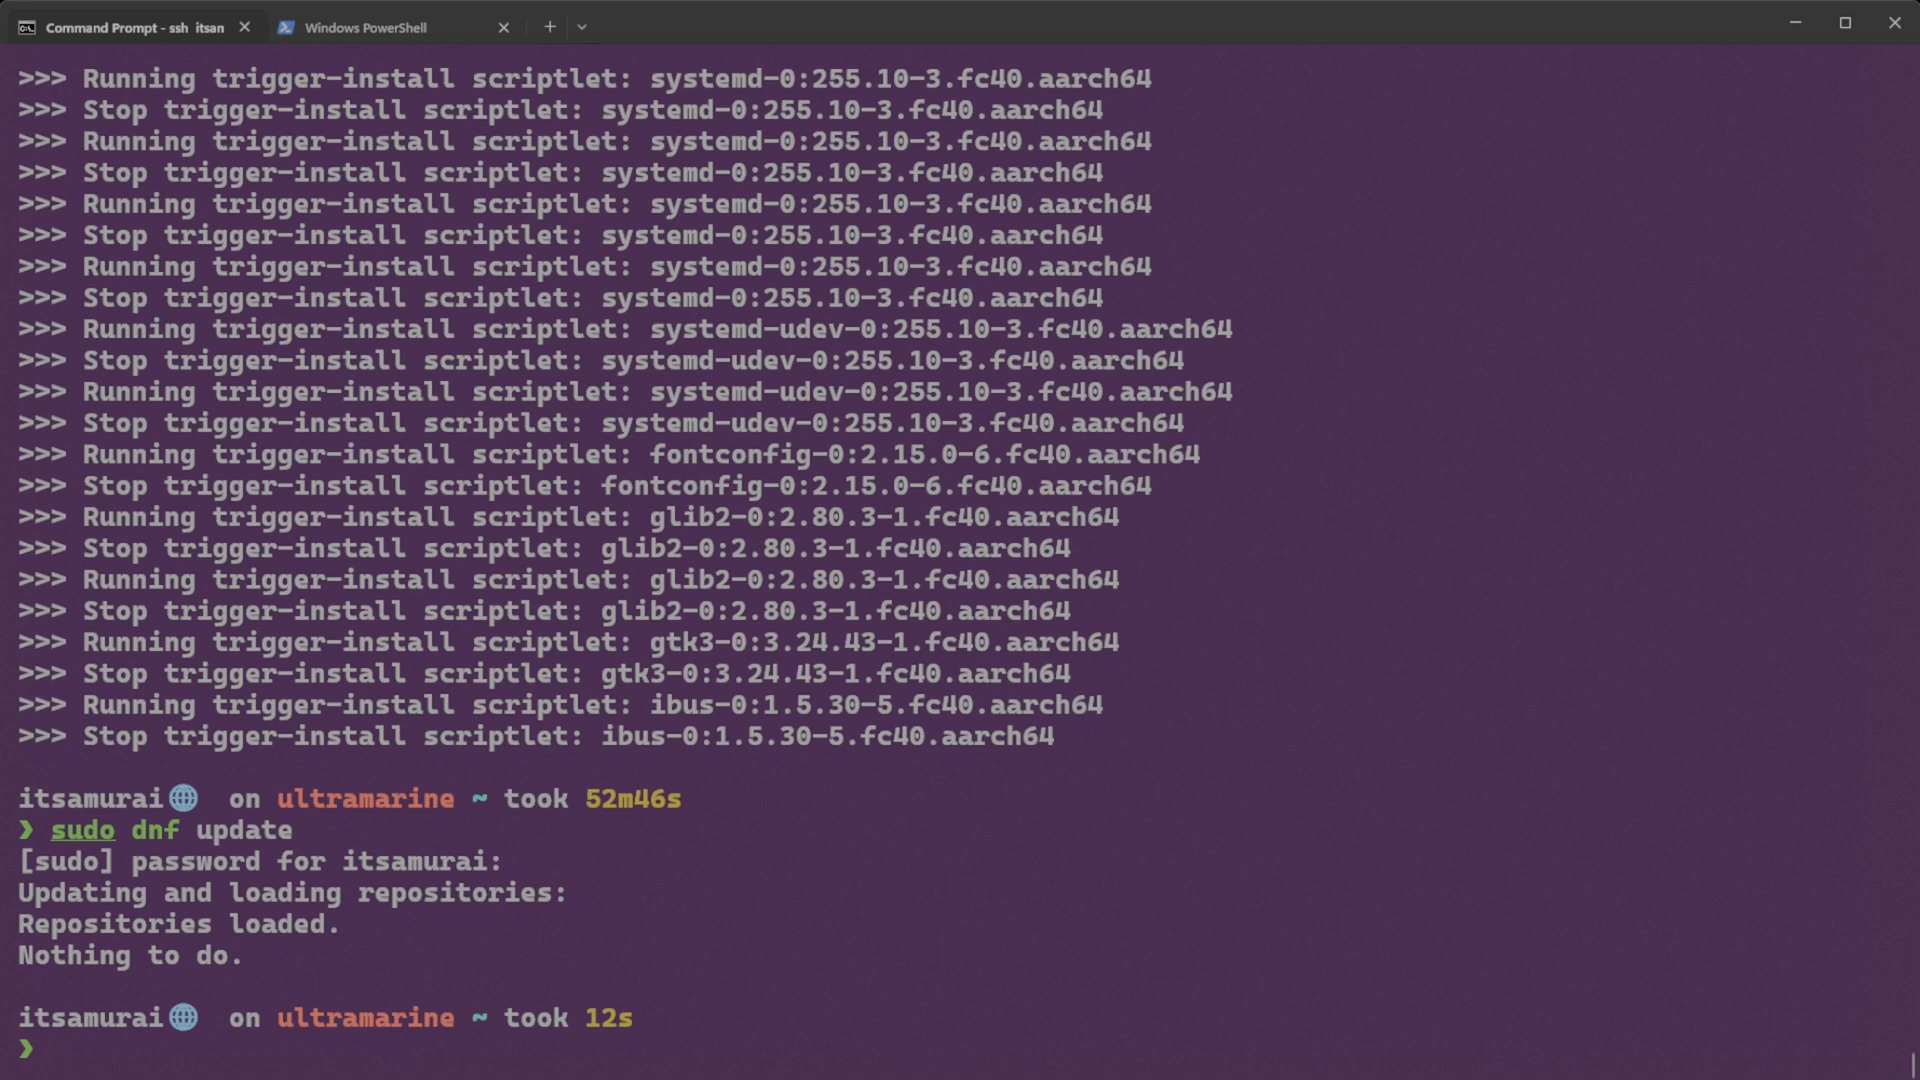 Command Prompt - ssh itsan
Windows PowerShell
>>> Running trigger-install scriptlet: systemd-0:255.10-3.fc40.aarch64
>>> Stop trigger-install scriptlet: systemd-0:255.10-3.fc40.aarch64
>>> Running trigger-install scriptlet: systemd-0:255.10-3.fc40.aarch64
>>> Stop trigger-install scriptlet: systemd-0:255.10-3.fc40.aarch64
>>> Running trigger-install scriptlet: systemd-0:255.10-3.fc40.aarch64
>>> Stop trigger-install scriptlet: systemd-0:255.10-3.fc40.aarch64
>>> Running trigger-install scriptlet: systemd-0:255.10-3.fc40.aarch64
>>> Stop trigger-install scriptlet: systemd-0:255.10-3.fc40.aarch64
>>> Running trigger-install scriptlet: systemd-udev-0:255.10-3.fc40.aarch64
>>> Stop trigger-install scriptlet: systemd-udev-0:255.10-3.fc40.aarch64
>>> Running trigger-install scriptlet: systemd-udev-0:255.10-3.fc40.aarch64
>>> Stop trigger-install scriptlet: systemd-udev-0:255.10-3.fc40.aarch64
>>> Running trigger-install scriptlet: fontconfig-0:2.15.0-6.fc40.aarch64
>>> Stop trigger-install scriptlet: fontconfig-0:2.15.0-6.fc40.aarch64
>>> Running trigger-install scriptlet: glib2-0:2.80.3-1.fc40.aarch64
>>> Stop trigger-install scriptlet: glib2-0:2.80.3-1.fc40.aarch64
>>> Running trigger-install scriptlet: glib2-0:2.80.3-1.fc40.aarch64
>>> Stop trigger-install scriptlet: glib2-0:2.80.3-1.fc40.aarch64
>>> Running trigger-install scriptlet: gtk3-0:3.24.43-1.fc40.aarch64
>>> Stop trigger-install scriptlet: gtk3-0:3.24.43-1.fc40.aarch64
>>> Running trigger-install scriptlet: ibus-0:1.5.30-5.fc40.aarch64
>>> Stop trigger-install scriptlet: ibus-0:1.5.30-5.fc40.aarch64
itsamurai🌐 on ultramarine ~ took 52m46s
❯ sudo dnf update
[sudo] password for itsamurai:
Updating and loading repositories:
Repositories loaded.
Nothing to do.
itsamurai🌐 on ultramarine ~ took 12s
❯